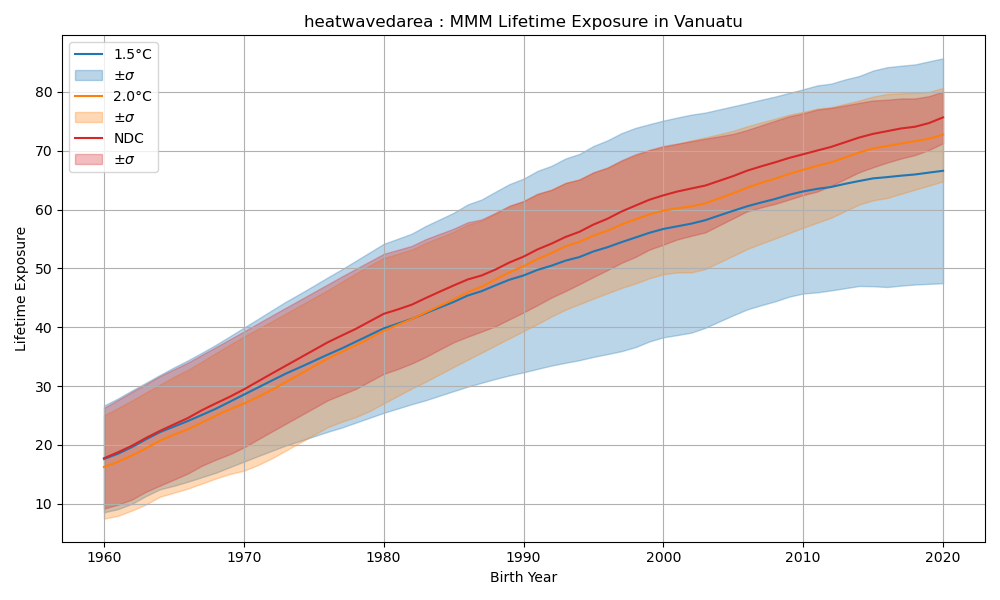 heatwavedarea : MMM Lifetime Exposure in Vanuatu
1.5°C
±σ
2.0°C
±σ
NDC
±σ
Lifetime Exposure
80
70
60
50
40
30
20
10
1960 1970 1980 1990 2000 2010 2020
Birth Year